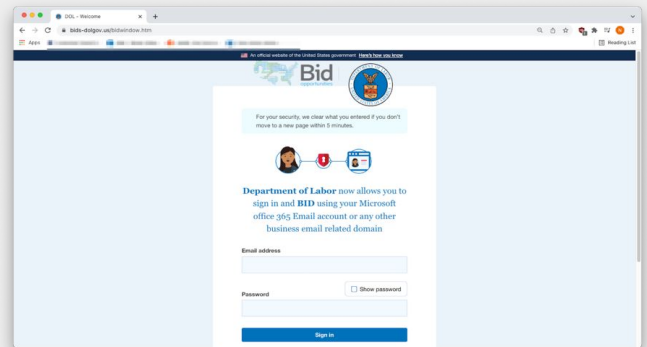 DOL - Welcome
bids-dolgov.us/bidwindow.htm
Apps
Reading List
An official website of the United States government Here's how you know
Bid
opportunities
For your security, we clear what you entered if you don't
move to a new page within 5 minutes.
Department of Labor now allows you to
sign in and BID using your Microsoft
office 365 Email account or any other
business email related domain
Email address
Show password
Password
Sign in